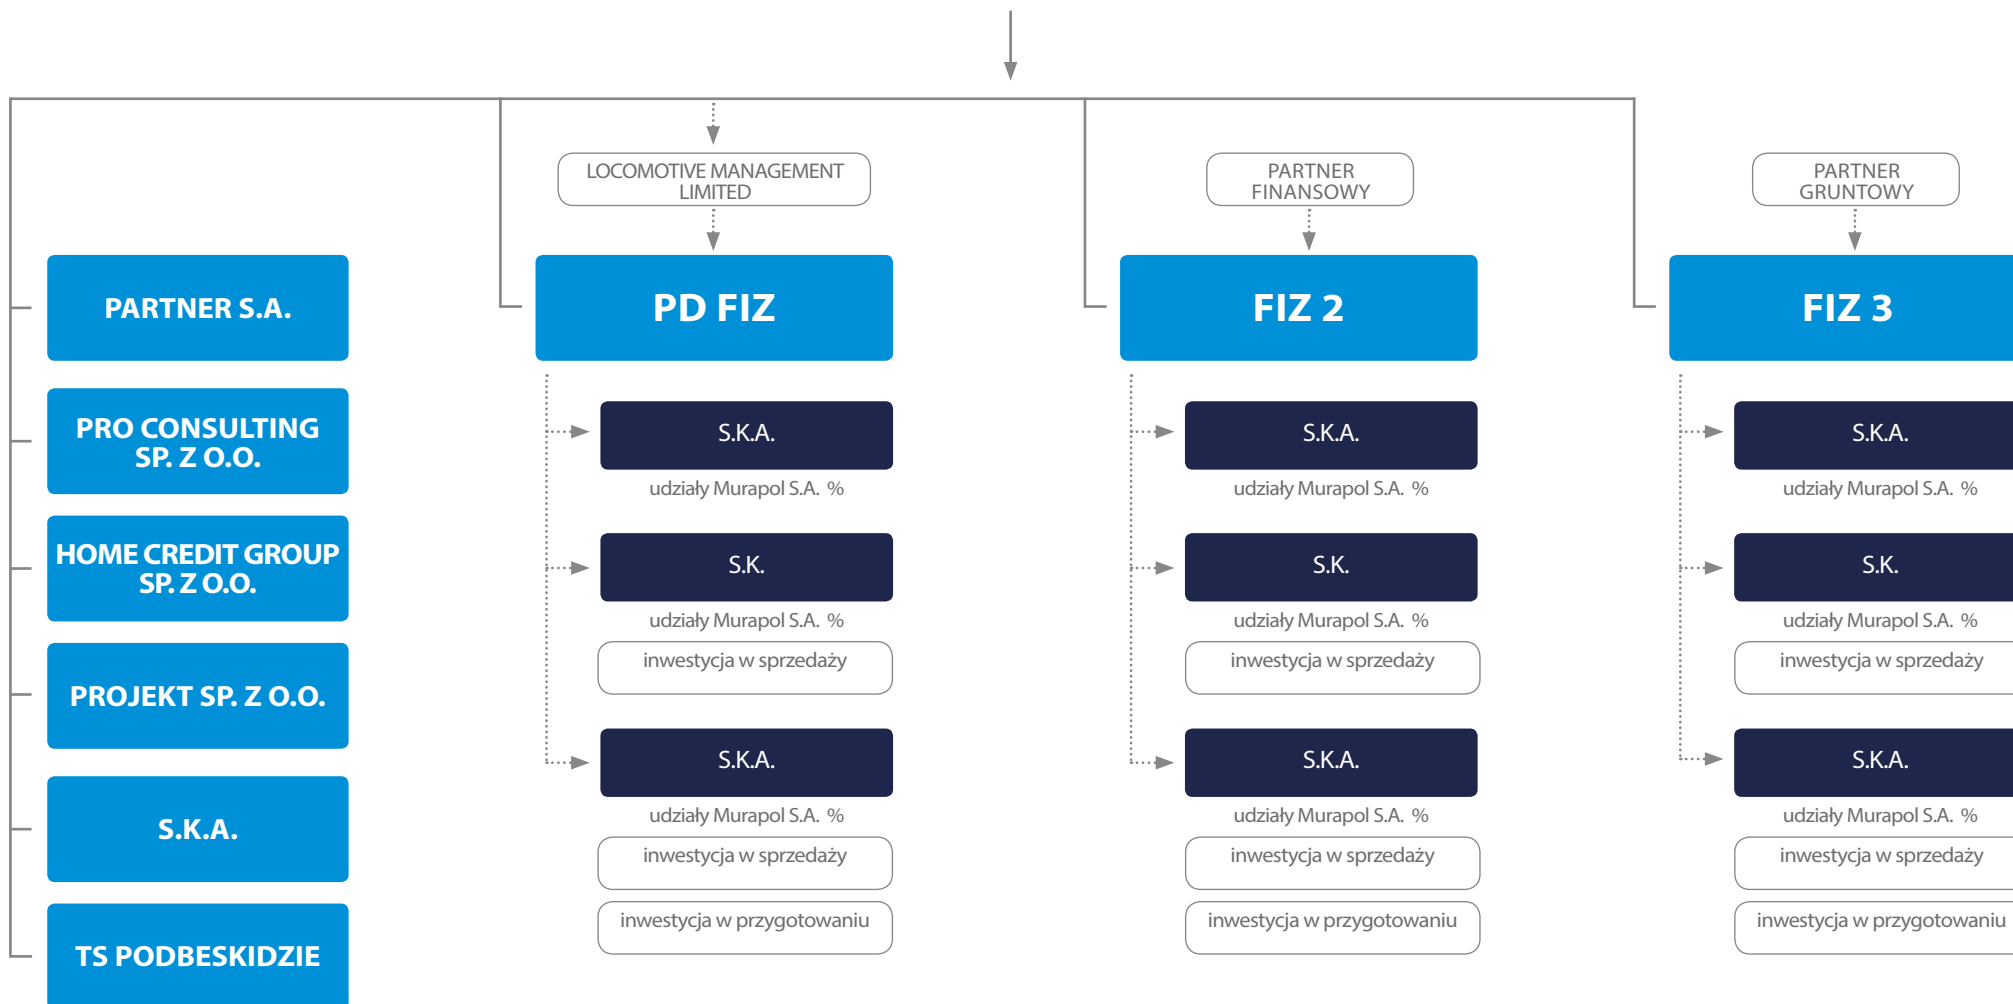 LOCOMOTIVE MANAGEMENT
LIMITED
PARTNER
FINANSOWY
PARTNER
GRUNTOWY
PARTNER S.A.
PRO CONSULTING
SP. Z O.O.
HOME CREDIT GROUP
SP. Z O.O.
PROJEKT SP. Z O.O.
S.K.A.
TS PODBESKIDZIE
PD FIZ
S.K.A.
udziały Murapol S.A. %
S.K.
udziały Murapol S.A. %
inwestycja w sprzedaży
S.K.A.
udziały Murapol S.A. %
inwestycja w sprzedaży
inwestycja w przygotowaniu
FIZ 2
S.K.A.
udziały Murapol S.A. %
S.K.
udziały Murapol S.A. %
inwestycja w sprzedaży
S.K.A.
udziały Murapol S.A. %
inwestycja w sprzedaży
inwestycja w przygotowaniu
FIZ 3
S.K.A.
udziały Murapol S.A. %
S.K.
udziały Murapol S.A. %
inwestycja w sprzedaży
S.K.A.
udziały Murapol S.A. %
inwestycja w sprzedaży
inwestycja w przygotowaniu